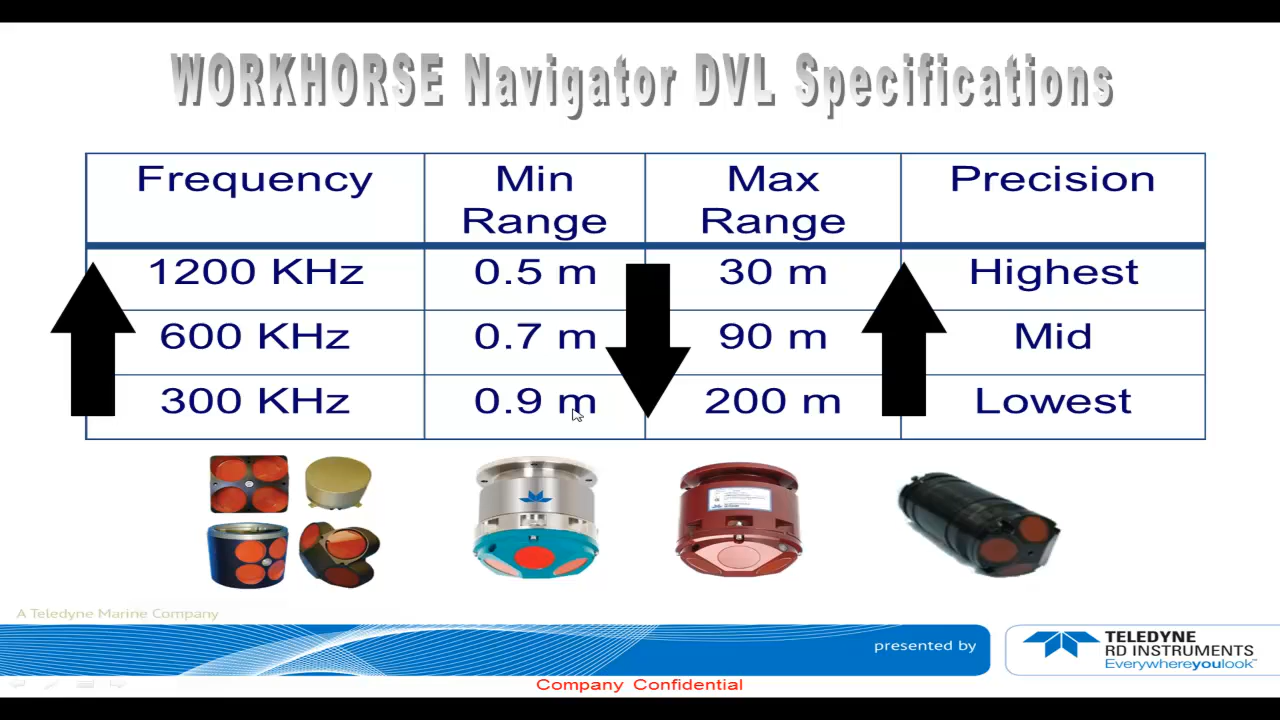 WORKHORSE Navigator DVL Specifications
Frequency
Min Range
Max Range
Precision
1200 KHz
0.5 m
30 m
Highest
600 KHz
0.7 m
90 m
Mid
300 KHz
0.9 m
200 m
Lowest
A Teledyne Marine Company
presented by
TELEDYNE
RD INSTRUMENTS
Everywhereyoulook™
Company Confidential